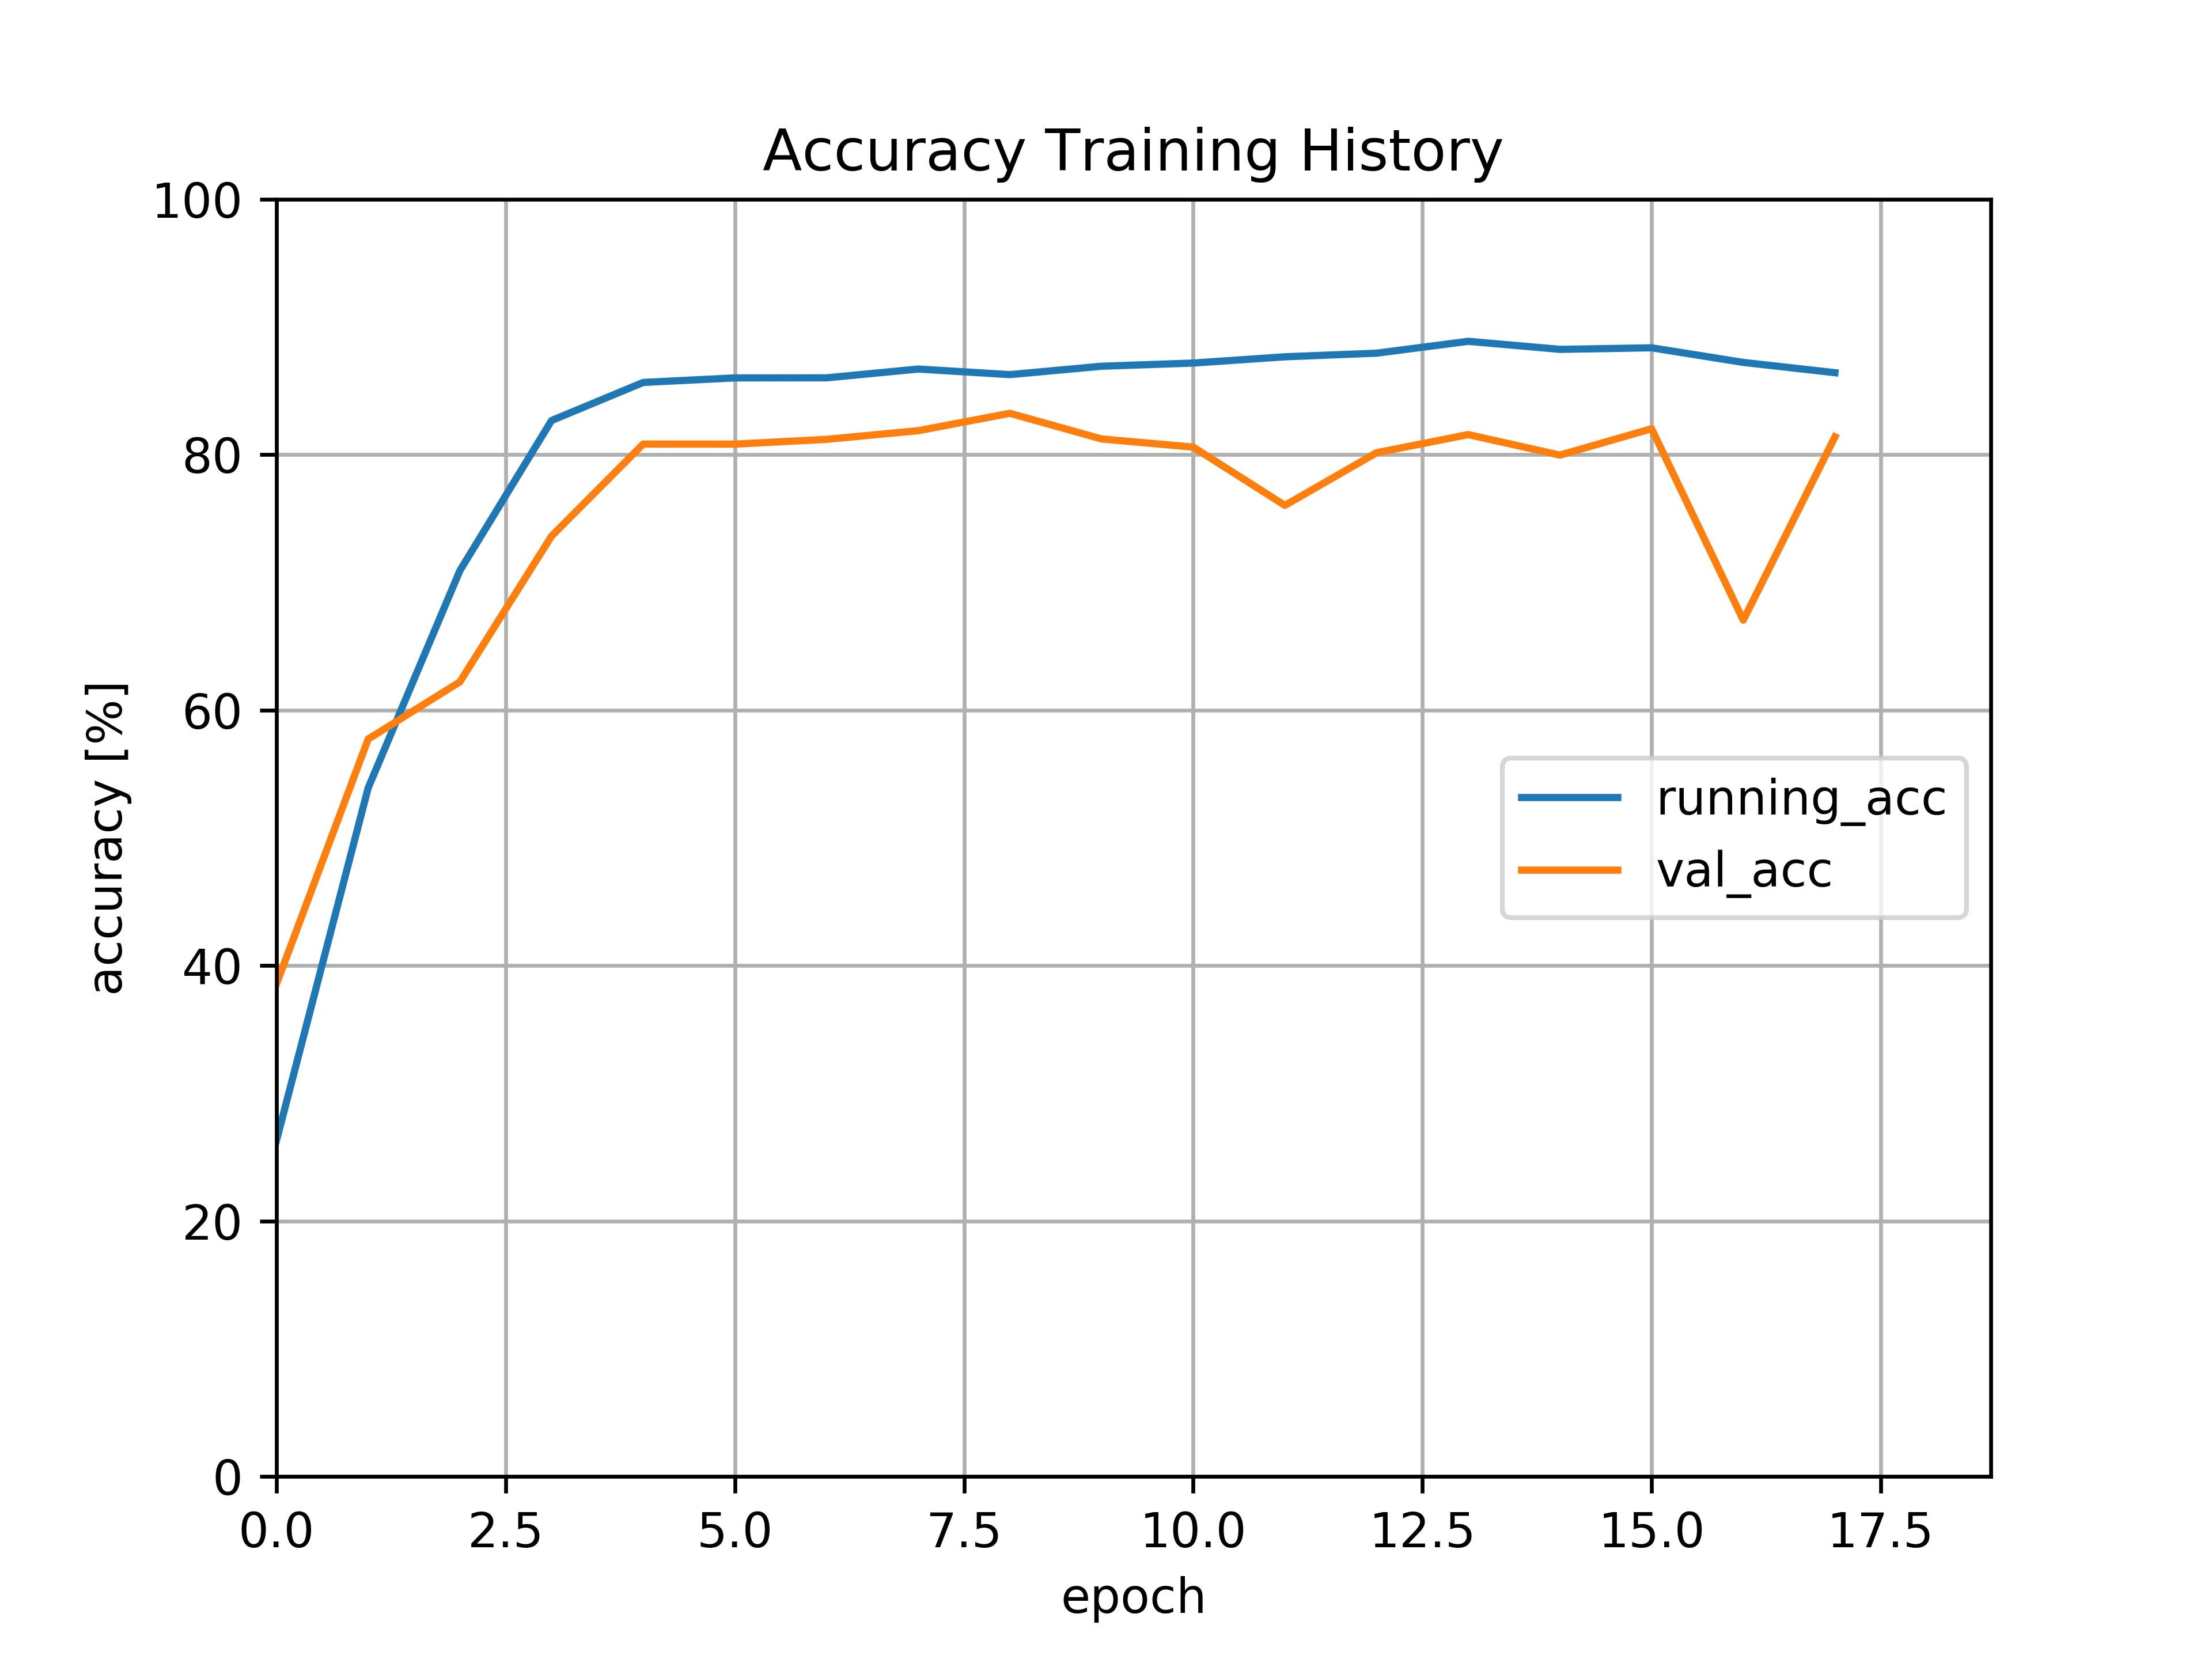 Accuracy Training History
100
80
60
40
20
0
accuracy [%]
running_acc
val_acc
0.0 2.5 5.0 7.5 10.0 12.5 15.0 17.5
epoch